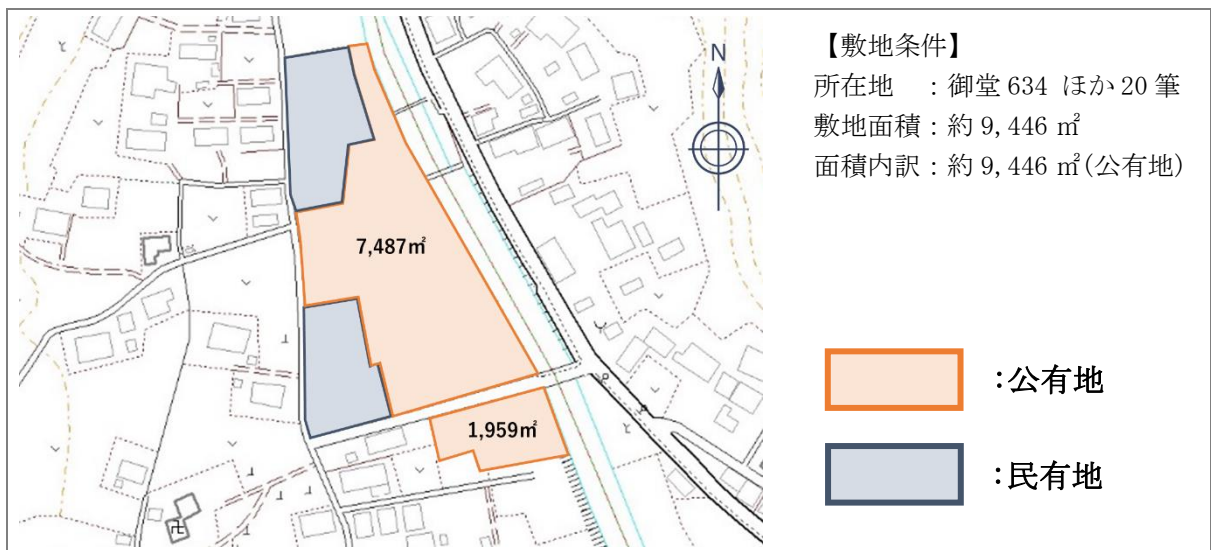 【敷地条件】
所在地 ：御堂 634 ほか 20 筆
敷地面積：約 9,446 ㎡
面積内訳：約 9,446 ㎡(公有地)
N
7,487㎡
1,959㎡
:公有地
:民有地
卍